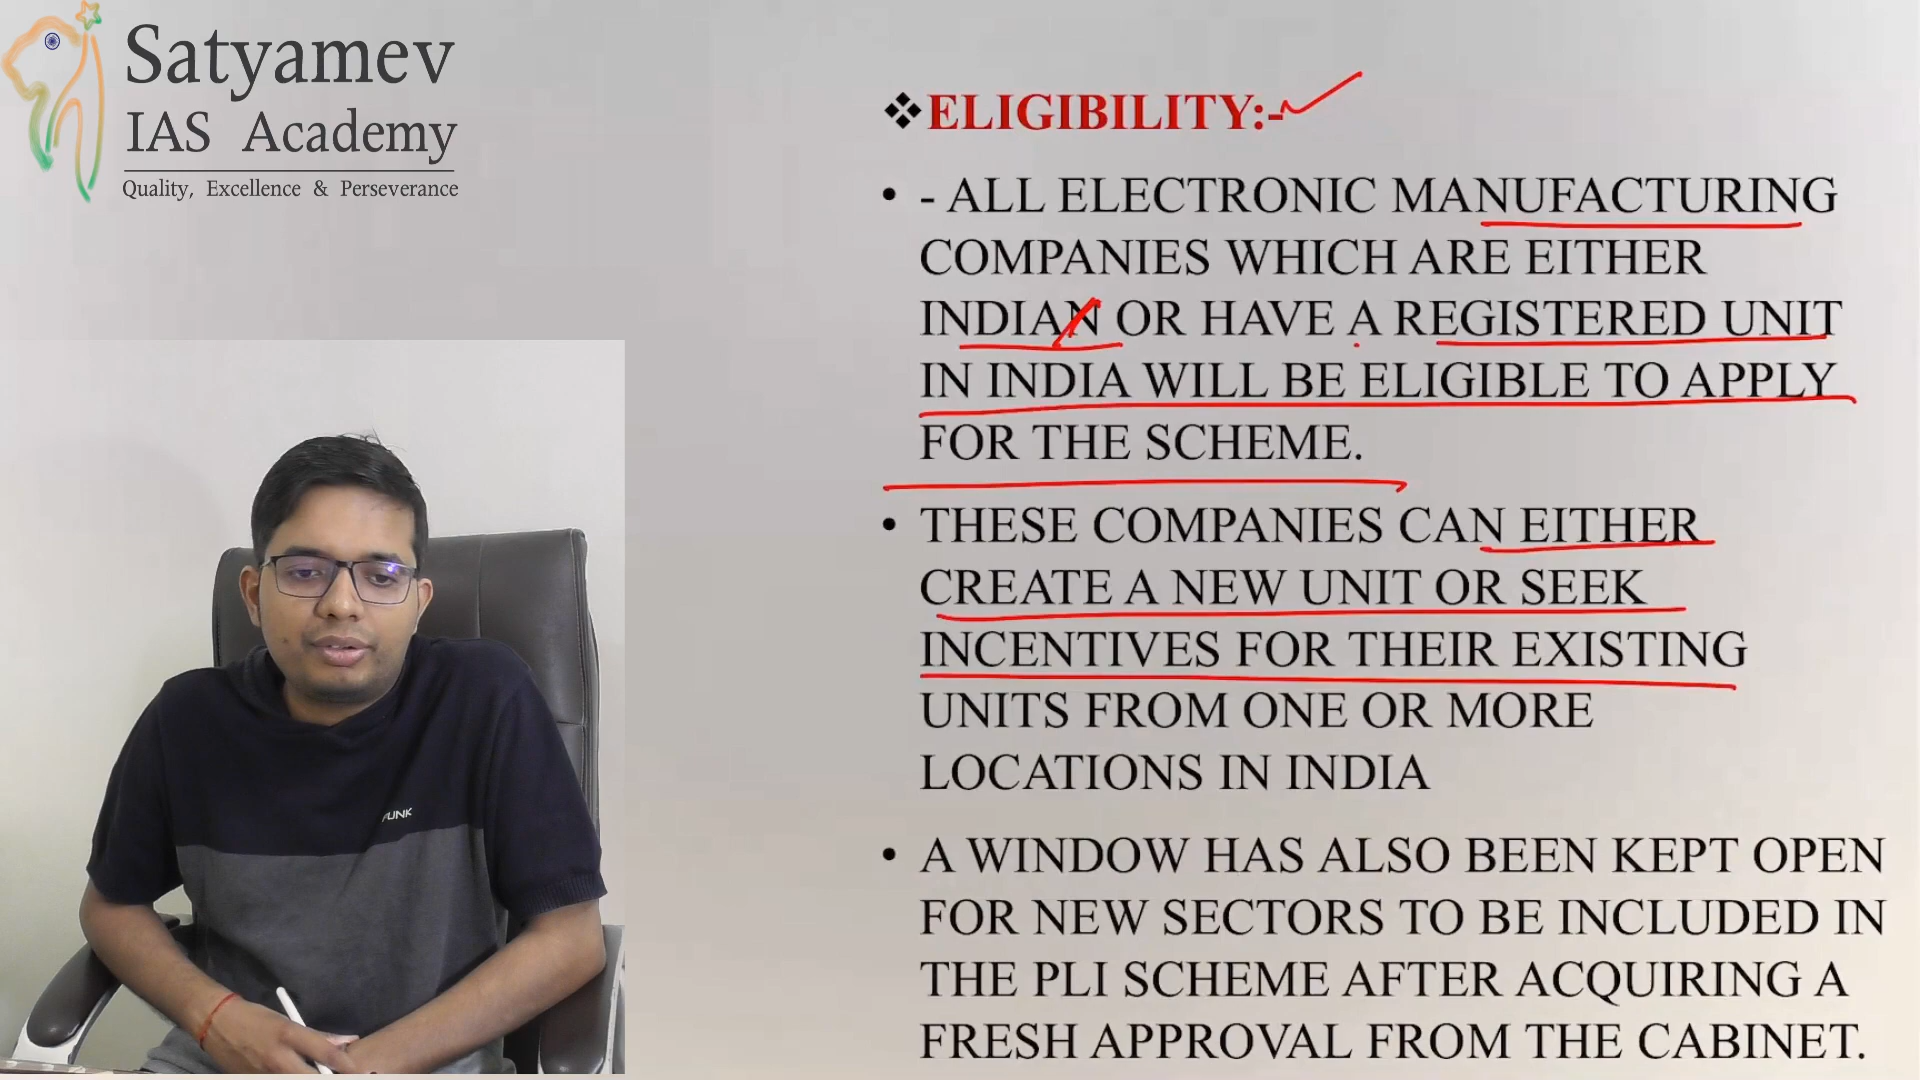 Satyamev
IAS Academy
Quality, Excellence & Perseverance
❖ELIGIBILITY:-
• - ALL ELECTRONIC MANUFACTURING
COMPANIES WHICH ARE EITHER
INDIAN OR HAVE A REGISTERED UNIT
IN INDIA WILL BE ELIGIBLE TO APPLY
FOR THE SCHEME.
• THESE COMPANIES CAN EITHER
CREATE A NEW UNIT OR SEEK
INCENTIVES FOR THEIR EXISTING
UNITS FROM ONE OR MORE
LOCATIONS IN INDIA
• A WINDOW HAS ALSO BEEN KEPT OPEN
FOR NEW SECTORS TO BE INCLUDED IN
THE PLI SCHEME AFTER ACQUIRING A
FRESH APPROVAL FROM THE CABINET.